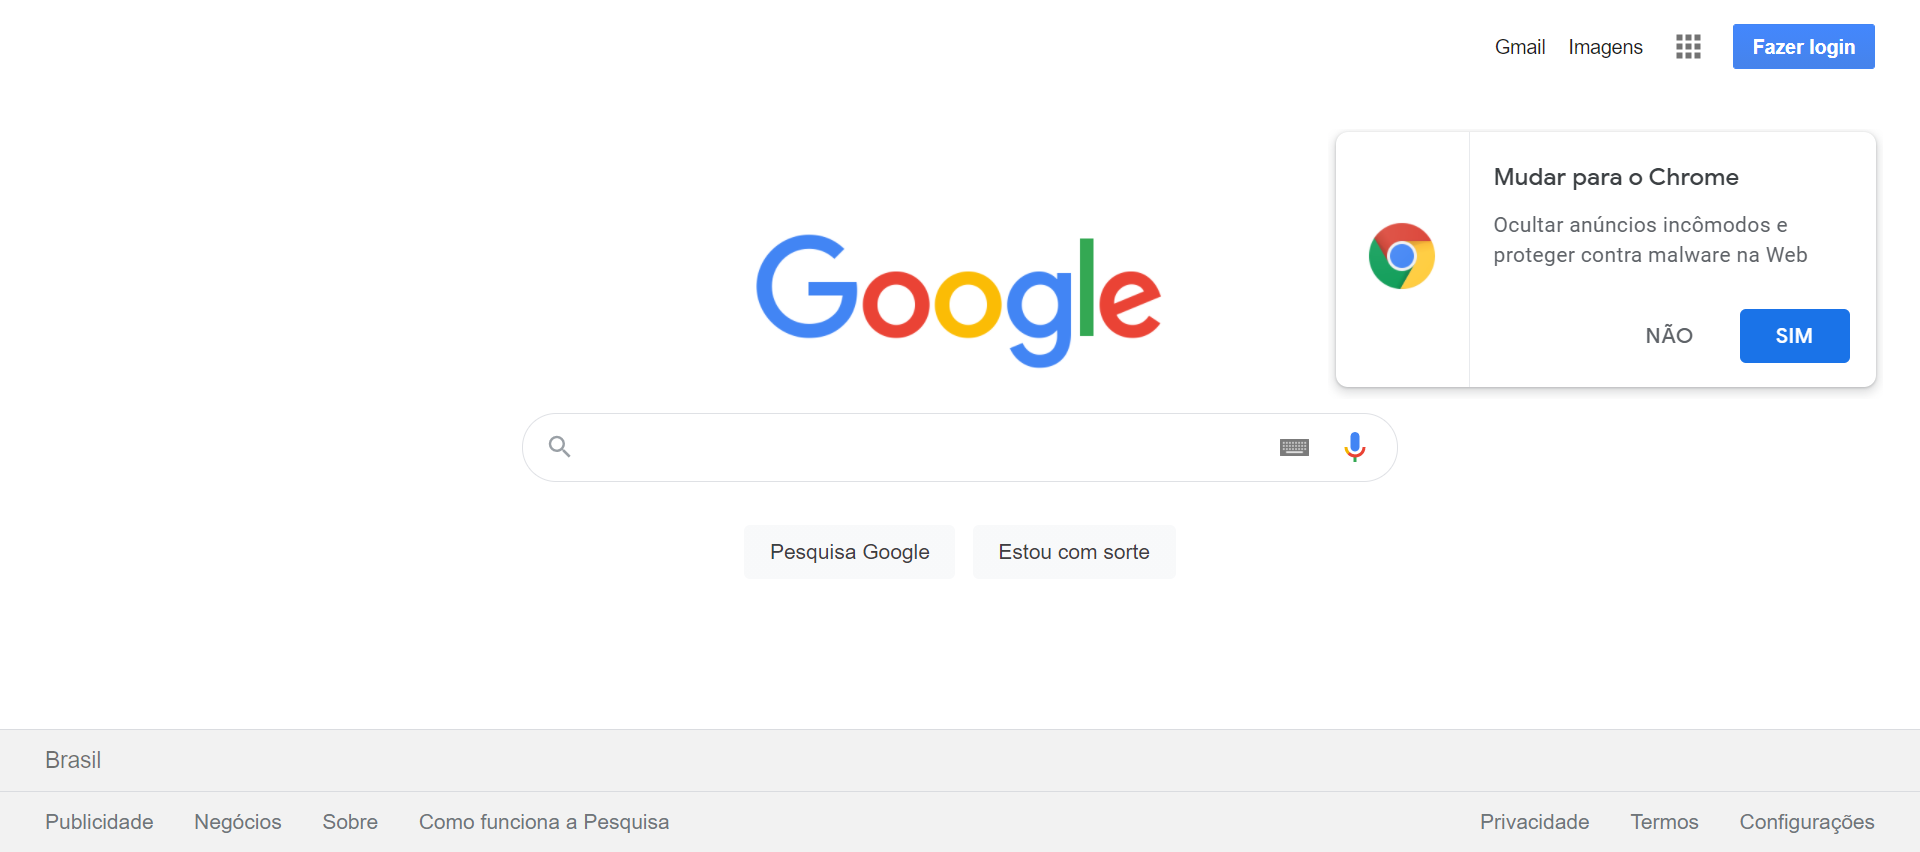 Gmail Imagens Fazer login
Mudar para o Chrome
Ocultar anúncios incômodos e
proteger contra malware na Web
NÃO SIM
Google
Pesquisa Google Estou com sorte
Brasil
Publicidade Negócios Sobre Como funciona a Pesquisa Privacidade Termos Configurações